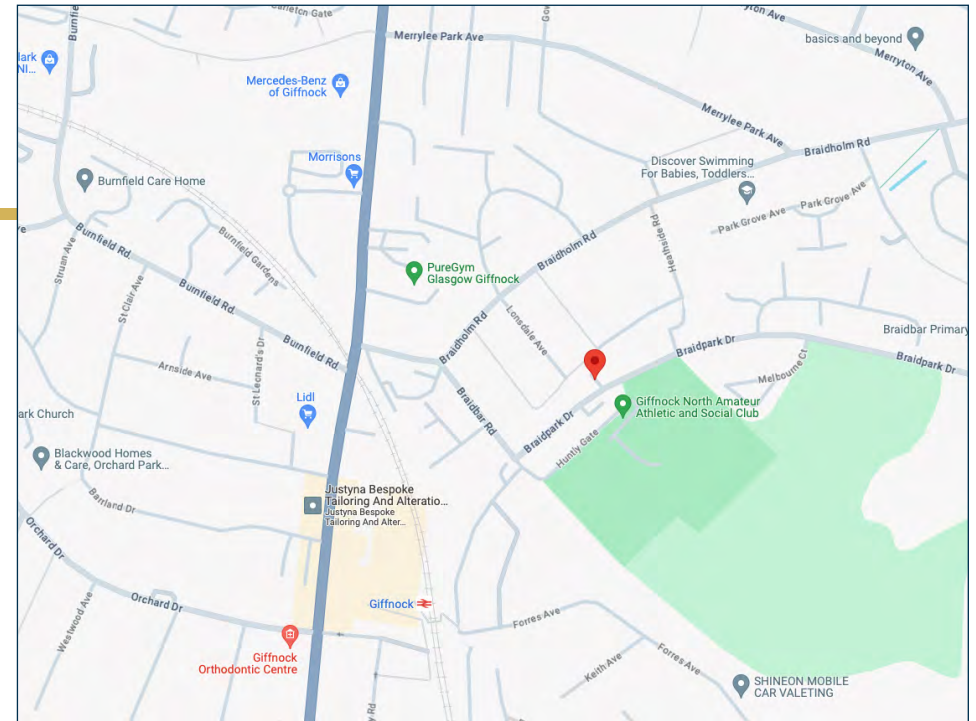 Carleton Gate
Merrylee Park Ave
basics and beyond
Merryton Ave
Mercedes-Benz
of Giffnock
Merrylee Park Ave
Braidholm Rd
Morrisons
Discover Swimming
For Babies, Toddlers...
Burnfield Care Home
Park Grove Ave
Park Grove Ave
Heathside Rd
Struan Ave
Burnfield Rd
Burnfield Gardens
Braidholm Rd
PureGym
Glasgow Giffnock
St Clair Ave
Burnfield Rd
Lonsdale Ave
Braidholm Rd
Burnfield Rd
St Leonard's Dr
Braidpark Dr
Braidbar Primary
Braidpark Dr
Arnside Ave
Melbourne Ct
Lidl
Braidbar Rd
Giffnock North Amateur
Athletic and Social Club
ark Church
Braidpark Dr
Huntly Gate
Blackwood Homes
& Care, Orchard Park...
Justyna Bespoke
Tailoring And Alteratio...
Justyna Bespoke
Tailoring And Alter...
Barrland Dr
Orchard Dr
Orchard Dr
Giffnock
Westwood Ave
Forres Ave
Giffnock
Orthodontic Centre
Keith Ave
Forres Ave
SHINEON MOBILE
CAR VALETING